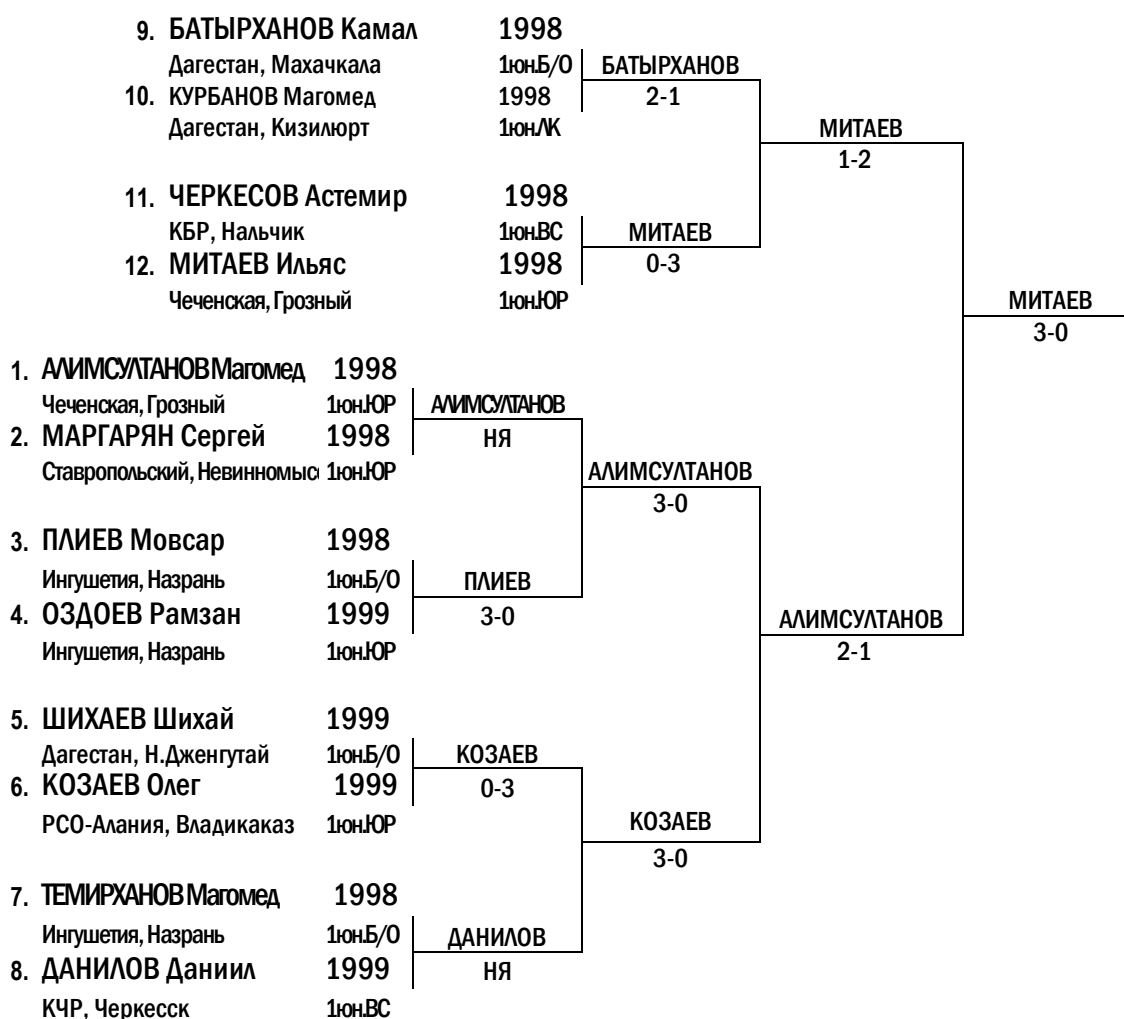 9. БАТЫРХАНОВ Камал 1998
Дагестан, Махачкала 1юн.Б/О БАТЫРХАНОВ
10. КУРБАНОВ Магомед 1998 2-1
Дагестан, Кизилюрт 1юн.ЛК МИТАЕВ
1-2
11. ЧЕРКЕСОВ Астемир 1998
КБР, Нальчик 1юн.ВС МИТАЕВ
12. МИТАЕВ Ильяс 1998 0-3
Чеченская, Грозный 1юн.ЮР МИТАЕВ
3-0
1. АЛИМСУЛТАНОВ Магомед 1998
Чеченская, Грозный 1юн.ЮР АЛИМСУЛТАНОВ
2. МАРГАРЯН Сергей 1998 НЯ
Ставропольский, Невинномысс 1юн.ЮР АЛИМСУЛТАНОВ
3-0
3. ПЛИЕВ Мовсар 1998
Ингушетия, Назрань 1юн.Б/О ПЛИЕВ
4. ОЗДОЕВ Рамзан 1999 3-0 АЛИМСУЛТАНОВ
Ингушетия, Назрань 1юн.ЮР 2-1
5. ШИХАЕВ Шихай 1999
Дагестан, Н.Дженгутай 1юн.Б/О КОЗАЕВ
6. КОЗАЕВ Олег 1999 0-3
РСО-Алания, Владикаказ 1юн.ЮР КОЗАЕВ
3-0
7. ТЕМИРХАНОВ Магомед 1998
Ингушетия, Назрань 1юн.Б/О ДАНИЛОВ
8. ДАНИЛОВ Даниил 1999 НЯ
КЧР, Черкесск 1юн.ВС